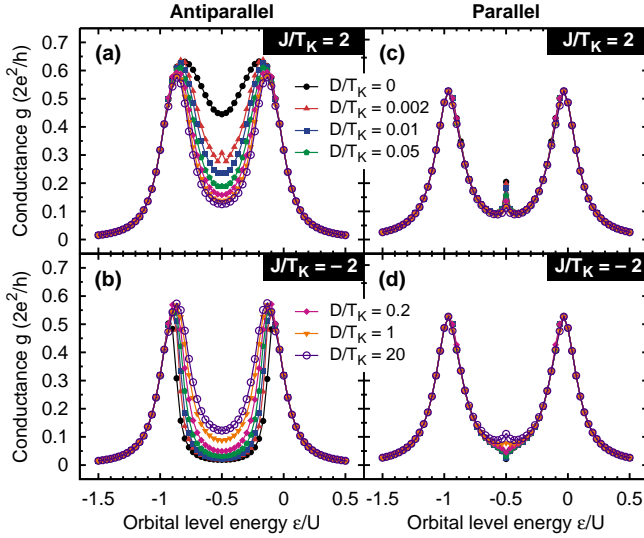 Antiparallel
Parallel
Conductance g (2e²/h)
0.7
0.6
0.5
0.4
0.3
0.2
0.1
0
(a)
J/T_K = 2
D/T_K = 0
D/T_K = 0.002
D/T_K = 0.01
D/T_K = 0.05
(c)
J/T_K = 2
Conductance g (2e²/h)
0.7
0.6
0.5
0.4
0.3
0.2
0.1
0
(b)
J/T_K = – 2
D/T_K = 0.2
D/T_K = 1
D/T_K = 20
(d)
J/T_K = – 2
-1.5 -1 -0.5 0 0.5
-1.5 -1 -0.5 0 0.5
Orbital level energy ε/U
Orbital level energy ε/U